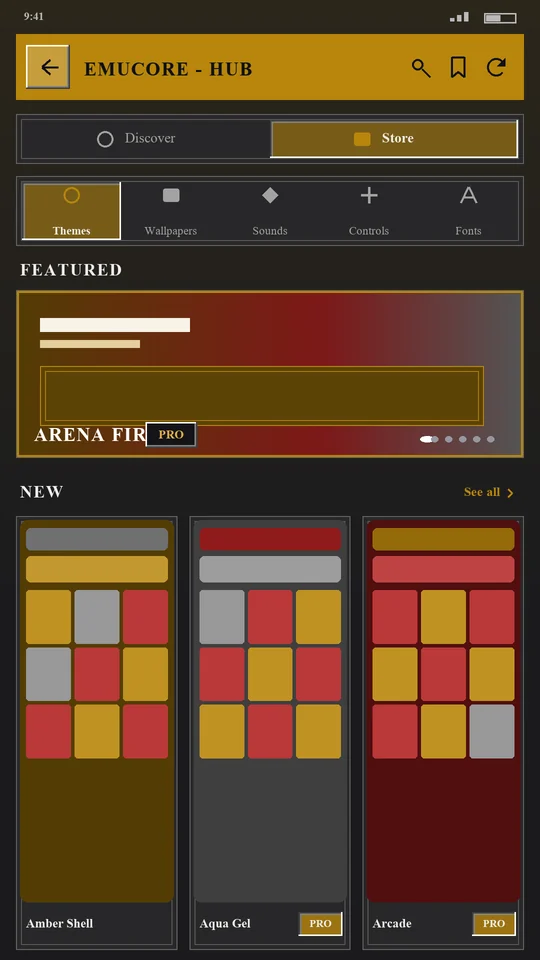 9:41
EMUCORE - HUB
Discover
Store
Themes
Wallpapers
Sounds
Controls
Fonts
FEATURED
ARENA FIR
PRO
NEW
See all
Amber Shell
Aqua Gel
PRO
Arcade
PRO